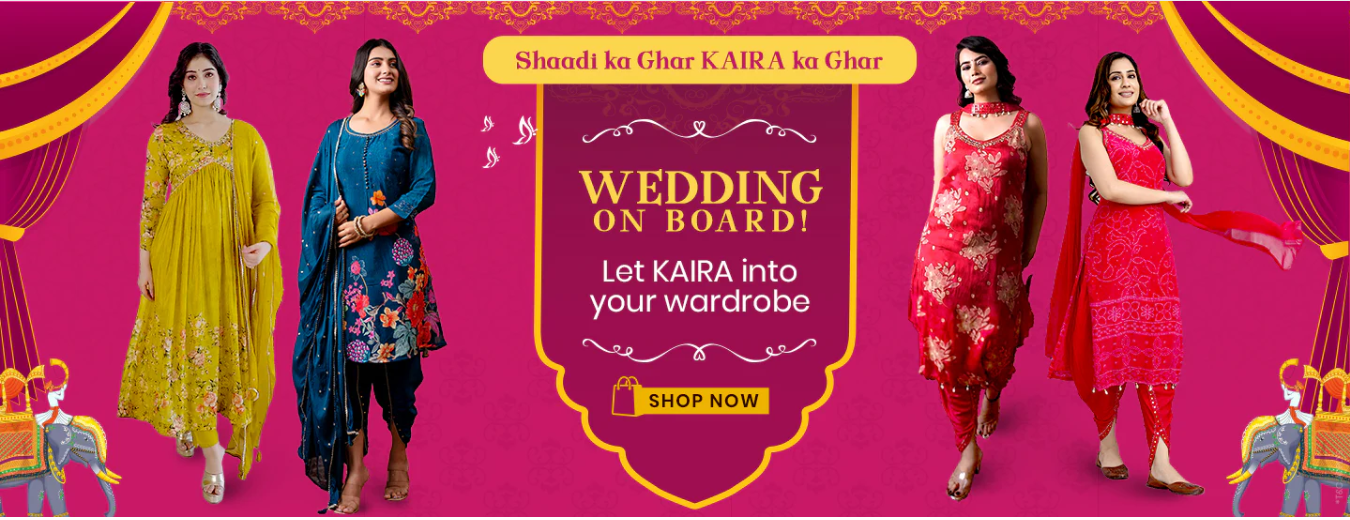 Shaadi ka Ghar KAIRA ka Ghar
WEDDING
ON BOARD!
Let KAIRA into
your wardrobe
SHOP NOW